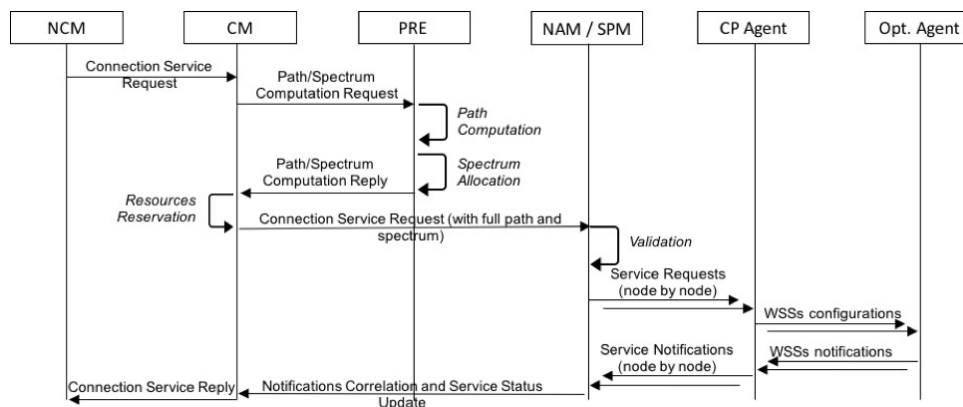 NCM
CM
PRE
NAM / SPM
CP Agent
Opt. Agent
Connection Service
Request
Path/Spectrum
Computation Request
Path
Computation
Spectrum
Allocation
Path/Spectrum
Computation Reply
Resources
Reservation
Connection Service Request (with full path and
spectrum)
Validation
Service Requests
(node by node)
WSSs configurations
WSSs notifications
Service Notifications
(node by node)
Notifications Correlation and Service Status
Update
Connection Service Reply